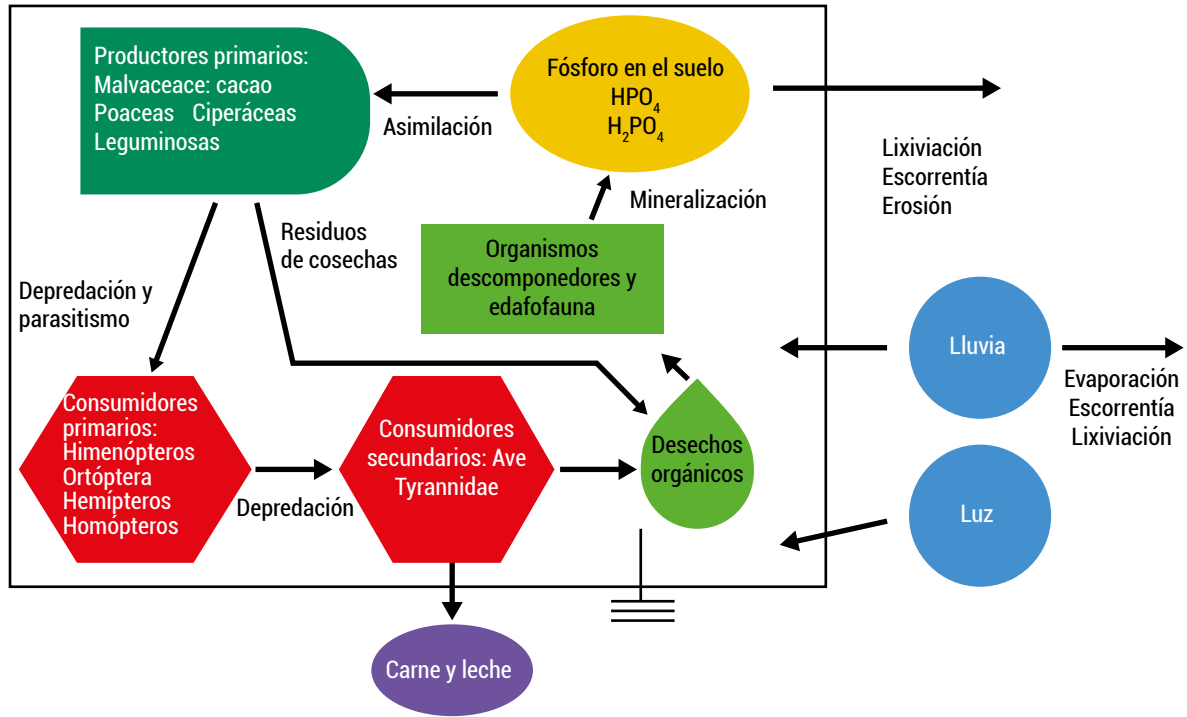 Productores primarios:
Malvaceace: cacao
Poaceas Ciperáceas
Leguminosas
Asimilación
Fósforo en el suelo
HPO₄
H₂PO₄
Lixiviación
Escorrentía
Erosión
Mineralización
Residuos
de cosechas
Organismos
descomponedores y
edafofauna
Depredación y
parasitismo
Lluvia
Evaporación
Escorrentía
Lixiviación
Consumidores
primarios:
Himenópteros
Ortóptera
Hemípteros
Homópteros
Depredación
Consumidores
secundarios: Ave
Tyrannidae
Desechos
orgánicos
Luz
Carne y leche